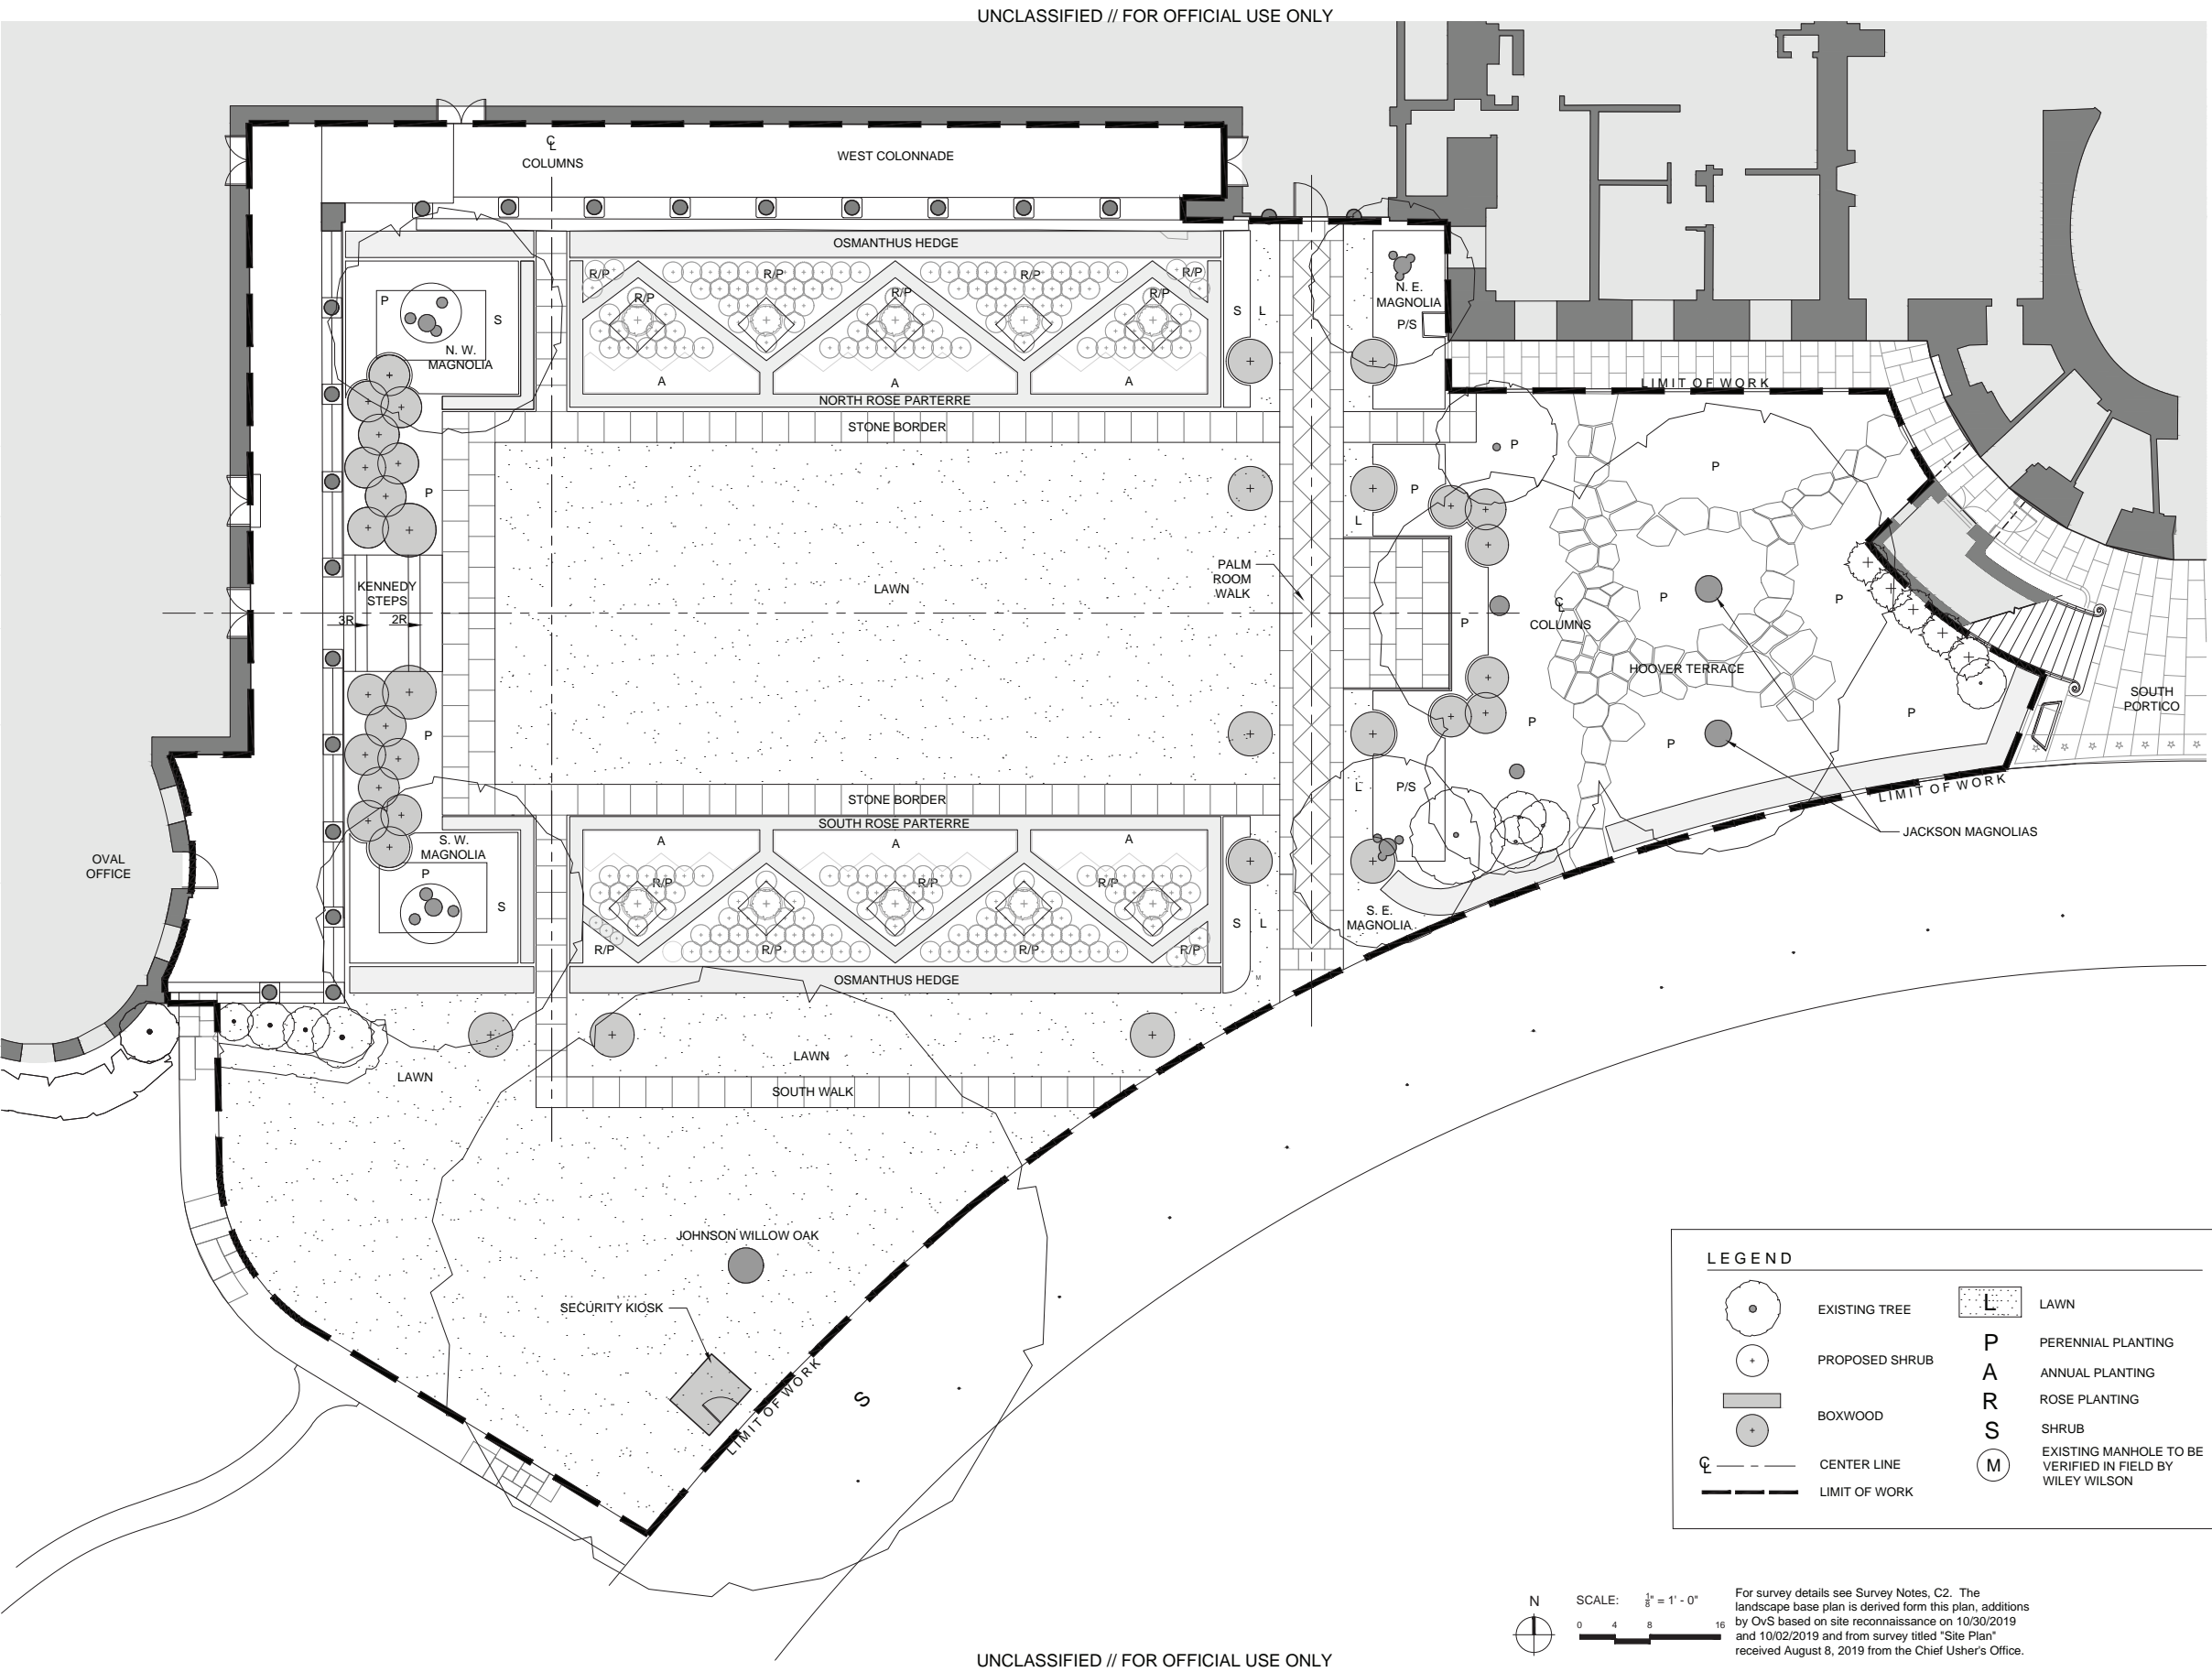 UNCLASSIFIED // FOR OFFICIAL USE ONLY
℄
COLUMNS
WEST COLONNADE
OSMANTHUS HEDGE
R/P
R/P
R/P
R/P
R/P
R/P
R/P
P
S
N. W.
MAGNOLIA
S
L
N. E.
MAGNOLIA
P/S
A
A
A
NORTH ROSE PARTERRE
STONE BORDER
LIMIT OF WORK
P
P
P
P
L
KENNEDY
STEPS
3R
2R
LAWN
PALM
ROOM
WALK
P
℄
COLUMNS
P
P
HOOVER TERRACE
SOUTH
PORTICO
P
P
P
P
L
P/S
LIMIT OF WORK
STONE BORDER
SOUTH ROSE PARTERRE
JACKSON MAGNOLIAS
A
A
A
S. W.
MAGNOLIA
P
S
OVAL
OFFICE
R/P
R/P
R/P
R/P
R/P
R/P
R/P
S
L
S. E.
MAGNOLIA
OSMANTHUS HEDGE
M
LAWN
LAWN
SOUTH WALK
JOHNSON WILLOW OAK
SECURITY KIOSK
LIMIT OF WORK
S
LEGEND
EXISTING TREE
PROPOSED SHRUB
BOXWOOD
℄
CENTER LINE
LIMIT OF WORK
L
LAWN
P
PERENNIAL PLANTING
A
ANNUAL PLANTING
R
ROSE PLANTING
S
SHRUB
M
EXISTING MANHOLE TO BE
VERIFIED IN FIELD BY
WILEY WILSON
N
SCALE: 1/8" = 1' - 0"
0 4 8 16
For survey details see Survey Notes, C2. The
landscape base plan is derived form this plan, additions
by OvS based on site reconnaissance on 10/30/2019
and 10/02/2019 and from survey titled "Site Plan"
received August 8, 2019 from the Chief Usher's Office.
UNCLASSIFIED // FOR OFFICIAL USE ONLY